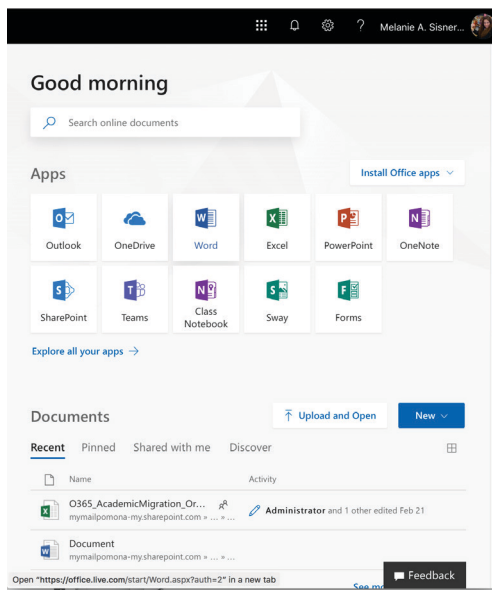 Melanie A. Sisner...
Good morning
Search online documents
Apps
Install Office apps
Outlook OneDrive Word Excel PowerPoint OneNote
SharePoint Teams Class Notebook Sway Forms
Explore all your apps →
Documents
Upload and Open New
Recent Pinned Shared with me Discover
Name Activity
O365_AcademicMigration_Or... Administrator and 1 other edited Feb 21
mymailpomona-my.sharepoint.com » ... » ...
Document
mymailpomona-my.sharepoint.com » ... » ...
Open "https://office.live.com/start/Word.aspx?auth=2" in a new tab
Feedback